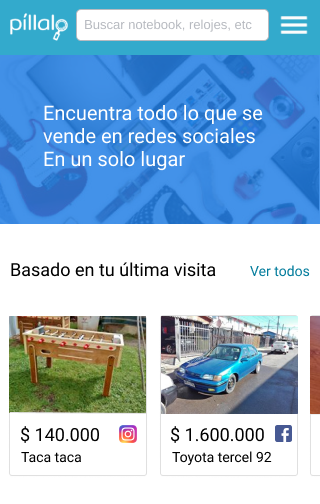 píllalo
Buscar notebook, relojes, etc
Encuentra todo lo que se
vende en redes sociales
En un solo lugar
Basado en tu última visita
Ver todos
$ 140.000
Taca taca
$ 1.600.000
Toyota tercel 92